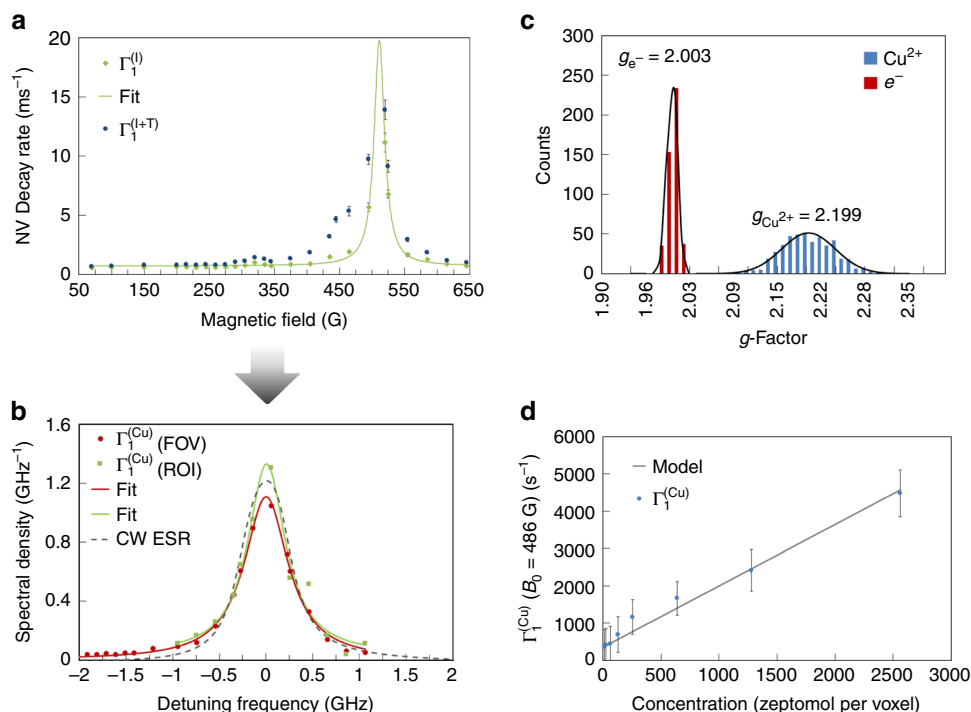 a
NV Decay rate (ms⁻¹)
20
15
10
5
0
Γ₁⁽ᴵ⁾
Fit
Γ₁⁽ᴵ⁺ᵀ⁾
50 150 250 350 450 550 650
Magnetic field (G)
b
Spectral density (GHz⁻¹)
1.6
1.2
0.8
0.4
0
Γ₁⁽ᶜᵘ⁾ (FOV)
Γ₁⁽ᶜᵘ⁾ (ROI)
Fit
Fit
CW ESR
−2 −1.5 −1 −0.5 0 0.5 1 1.5 2
Detuning frequency (GHz)
c
Counts
300
250
200
150
100
50
0
gₑ₋ = 2.003
Cu²⁺
e⁻
g_Cu²⁺ = 2.199
1.90 1.96 2.03 2.09 2.15 2.22 2.28 2.35
g-Factor
d
Γ₁⁽ᶜᵘ⁾ (B₀ = 486 G) (s⁻¹)
6000
5000
4000
3000
2000
1000
0
Model
Γ₁⁽ᶜᵘ⁾
0 500 1000 1500 2000 2500 3000
Concentration (zeptomol per voxel)